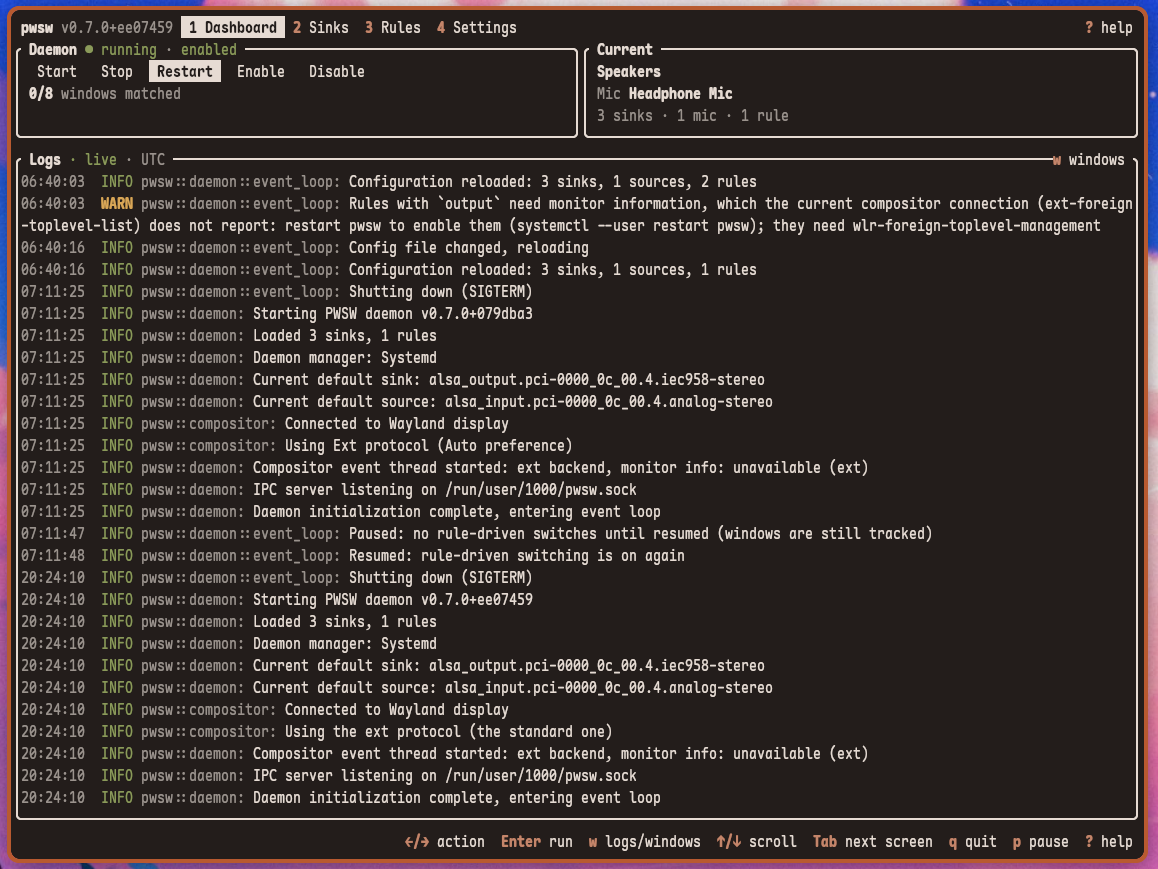 pwsw v0.7.0+ee07459 1 Dashboard 2 Sinks 3 Rules 4 Settings ? help
Daemon ● running · enabled
Start Stop Restart Enable Disable
0/8 windows matched
Current
Speakers
Mic Headphone Mic
3 sinks · 1 mic · 1 rule
Logs · live · UTC w windows
06:40:03 INFO pwsw::daemon::event_loop: Configuration reloaded: 3 sinks, 1 sources, 2 rules
06:40:03 WARN pwsw::daemon::event_loop: Rules with `output` need monitor information, which the current compositor connection (ext-foreign
-toplevel-list) does not report: restart pwsw to enable them (systemctl --user restart pwsw); they need wlr-foreign-toplevel-management
06:40:16 INFO pwsw::daemon::event_loop: Config file changed, reloading
06:40:16 INFO pwsw::daemon::event_loop: Configuration reloaded: 3 sinks, 1 sources, 1 rules
07:11:25 INFO pwsw::daemon::event_loop: Shutting down (SIGTERM)
07:11:25 INFO pwsw::daemon: Starting PWSW daemon v0.7.0+079dba3
07:11:25 INFO pwsw::daemon: Loaded 3 sinks, 1 rules
07:11:25 INFO pwsw::daemon: Daemon manager: Systemd
07:11:25 INFO pwsw::daemon: Current default sink: alsa_output.pci-0000_0c_00.4.iec958-stereo
07:11:25 INFO pwsw::daemon: Current default source: alsa_input.pci-0000_0c_00.4.analog-stereo
07:11:25 INFO pwsw::compositor: Connected to Wayland display
07:11:25 INFO pwsw::compositor: Using Ext protocol (Auto preference)
07:11:25 INFO pwsw::daemon: Compositor event thread started: ext backend, monitor info: unavailable (ext)
07:11:25 INFO pwsw::daemon: IPC server listening on /run/user/1000/pwsw.sock
07:11:25 INFO pwsw::daemon: Daemon initialization complete, entering event loop
07:11:47 INFO pwsw::daemon::event_loop: Paused: no rule-driven switches until resumed (windows are still tracked)
07:11:48 INFO pwsw::daemon::event_loop: Resumed: rule-driven switching is on again
20:24:10 INFO pwsw::daemon::event_loop: Shutting down (SIGTERM)
20:24:10 INFO pwsw::daemon: Starting PWSW daemon v0.7.0+ee07459
20:24:10 INFO pwsw::daemon: Loaded 3 sinks, 1 rules
20:24:10 INFO pwsw::daemon: Daemon manager: Systemd
20:24:10 INFO pwsw::daemon: Current default sink: alsa_output.pci-0000_0c_00.4.iec958-stereo
20:24:10 INFO pwsw::daemon: Current default source: alsa_input.pci-0000_0c_00.4.analog-stereo
20:24:10 INFO pwsw::compositor: Connected to Wayland display
20:24:10 INFO pwsw::compositor: Using the ext protocol (the standard one)
20:24:10 INFO pwsw::daemon: Compositor event thread started: ext backend, monitor info: unavailable (ext)
20:24:10 INFO pwsw::daemon: IPC server listening on /run/user/1000/pwsw.sock
20:24:10 INFO pwsw::daemon: Daemon initialization complete, entering event loop
←/→ action Enter run w logs/windows ↑/↓ scroll Tab next screen q quit p pause ? help